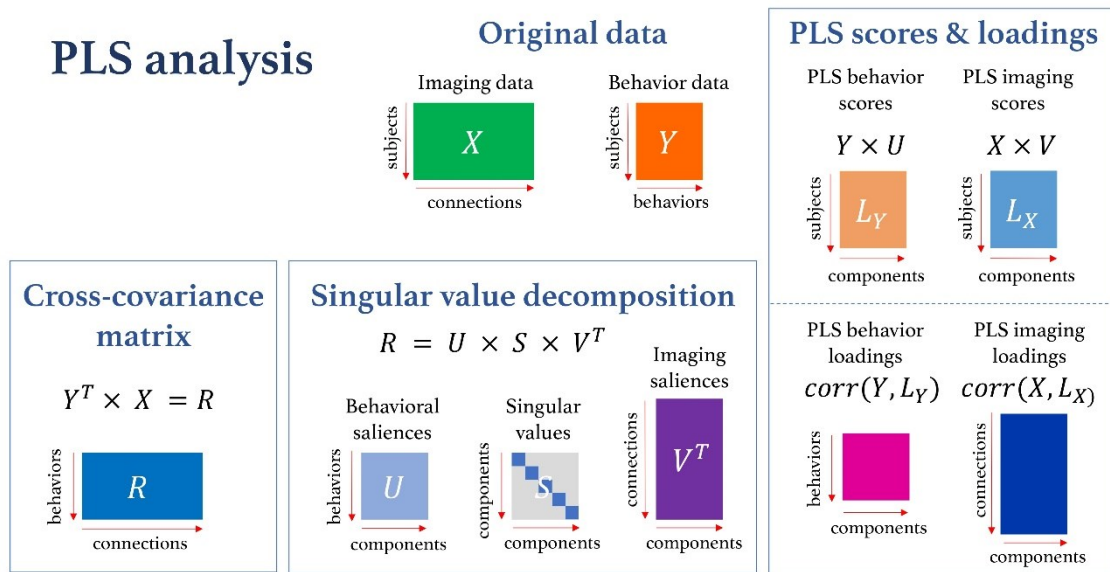 PLS analysis
Original data
Imaging data
subjects
X
connections
Behavior data
subjects
Y
behaviors
Cross-covariance
matrix
Y^T × X = R
behaviors
R
connections
Singular value decomposition
R = U × S × V^T
Behavioral
saliences
behaviors
U
components
Singular
values
components
S
components
Imaging
saliences
connections
V^T
components
PLS scores & loadings
PLS behavior
scores
Y × U
subjects
L_Y
components
PLS imaging
scores
X × V
subjects
L_X
components
PLS behavior
loadings
corr(Y, L_Y)
behaviors
components
PLS imaging
loadings
corr(X, L_X)
connections
components